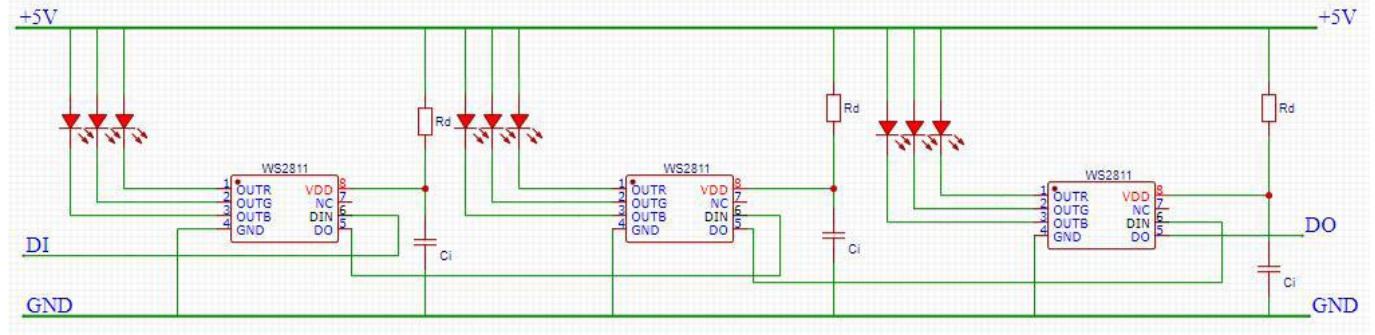 +5V +5V
Rd Rd Rd
WS2811 WS2811 WS2811
1 OUTR VDD 8
2 OUTG NC 7
3 OUTB DIN 6
4 GND DO 5
1 OUTR VDD 8
2 OUTG NC 7
3 OUTB DIN 6
4 GND DO 5
1 OUTR VDD 8
2 OUTG NC 7
3 OUTB DIN 6
4 GND DO 5
DI DO
Ci Ci Ci
GND GND